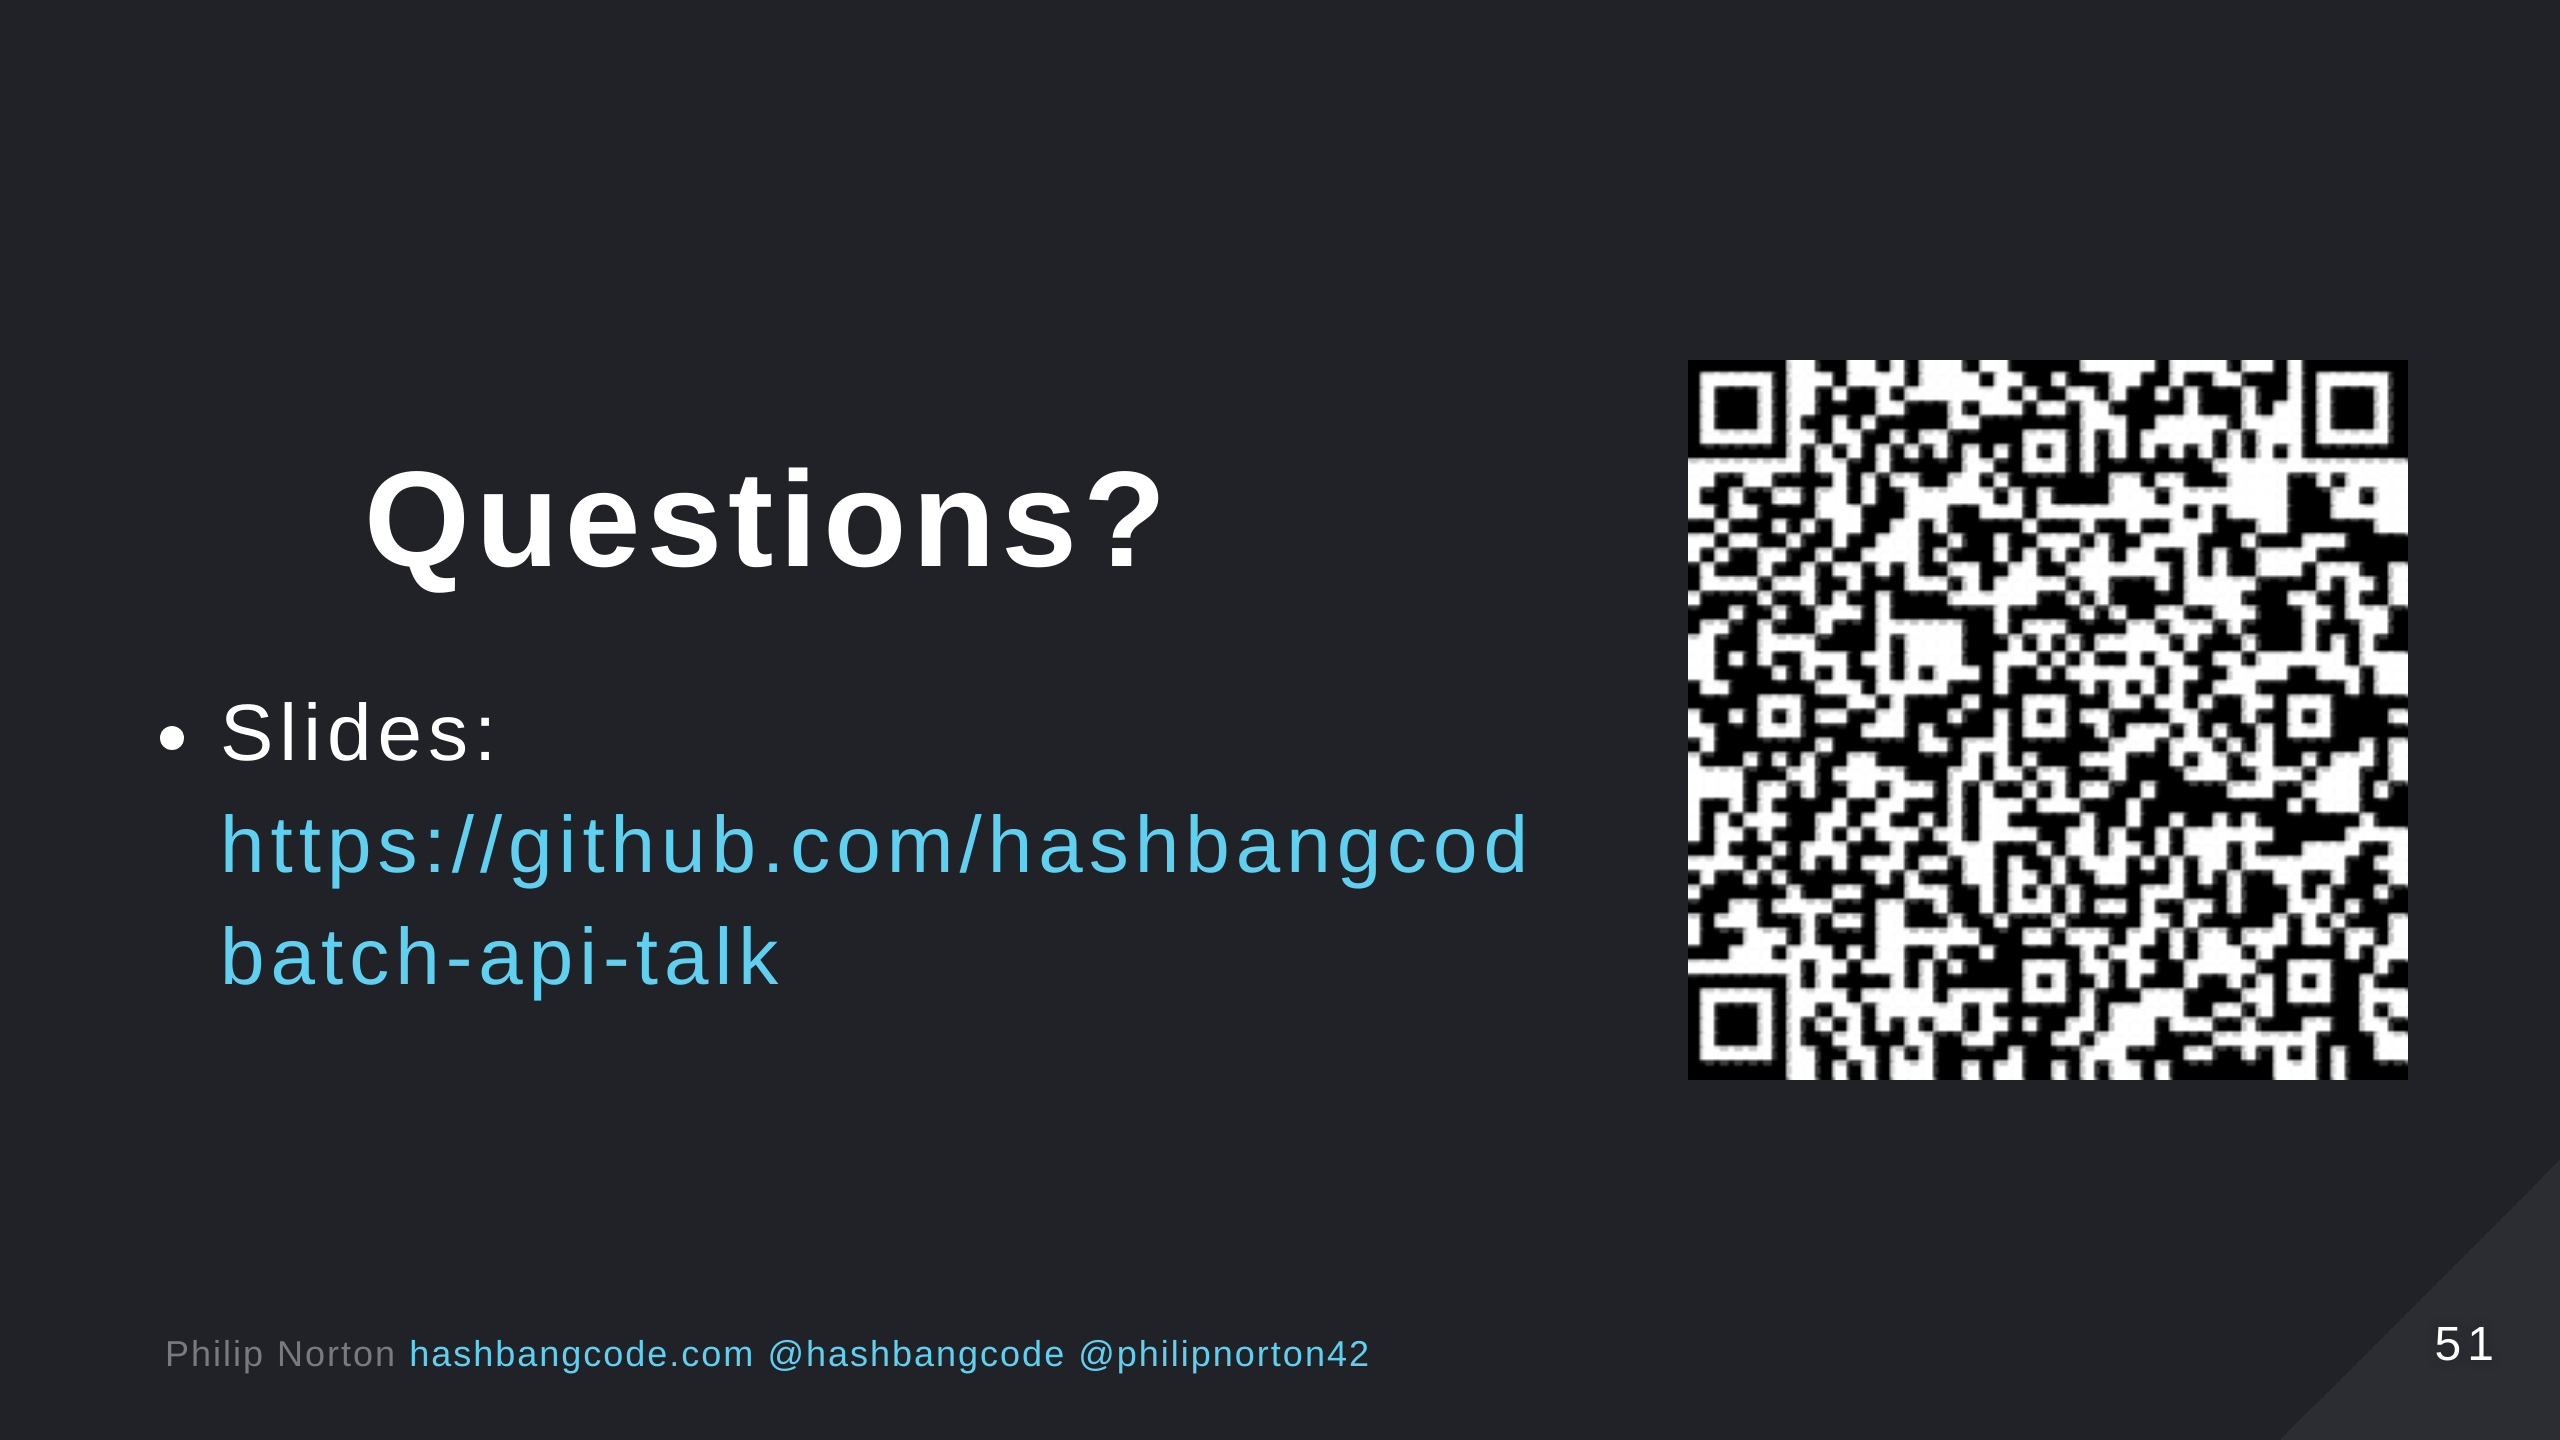 Questions?
• Slides:
https://github.com/hashbangcod
batch-api-talk
Philip Norton hashbangcode.com @hashbangcode @philipnorton42
51